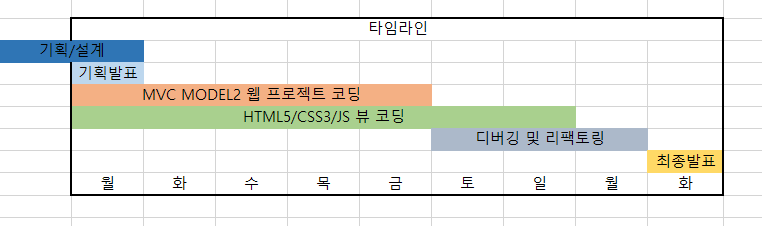 타임라인
기획/설계
기획발표
MVC MODEL2 웹 프로젝트 코딩
HTML5/CSS3/JS 뷰 코딩
디버깅 및 리팩토링
최종발표
월 화 수 목 금 토 일 월 화